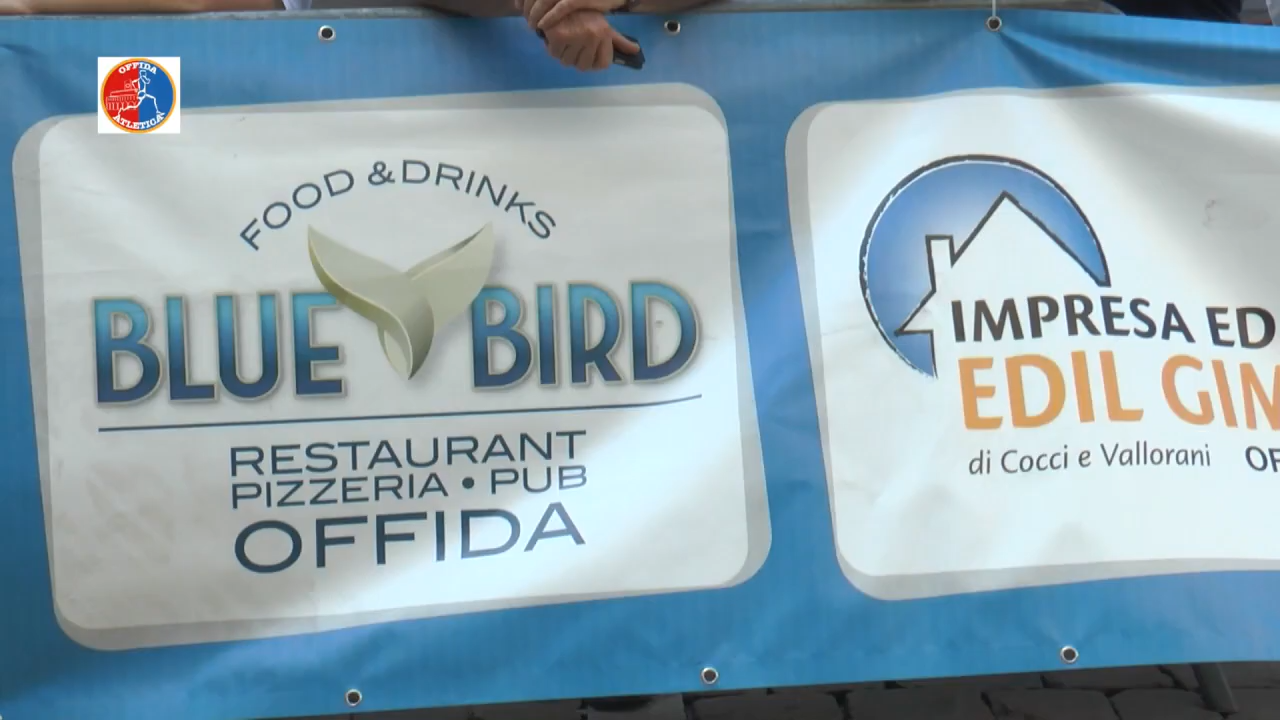 OFFIDA
ATLETICA
FOOD & DRINKS
BLUE BIRD
RESTAURANT
PIZZERIA • PUB
OFFIDA
IMPRESA ED
EDIL GIM
di Cocci e Vallorani OF